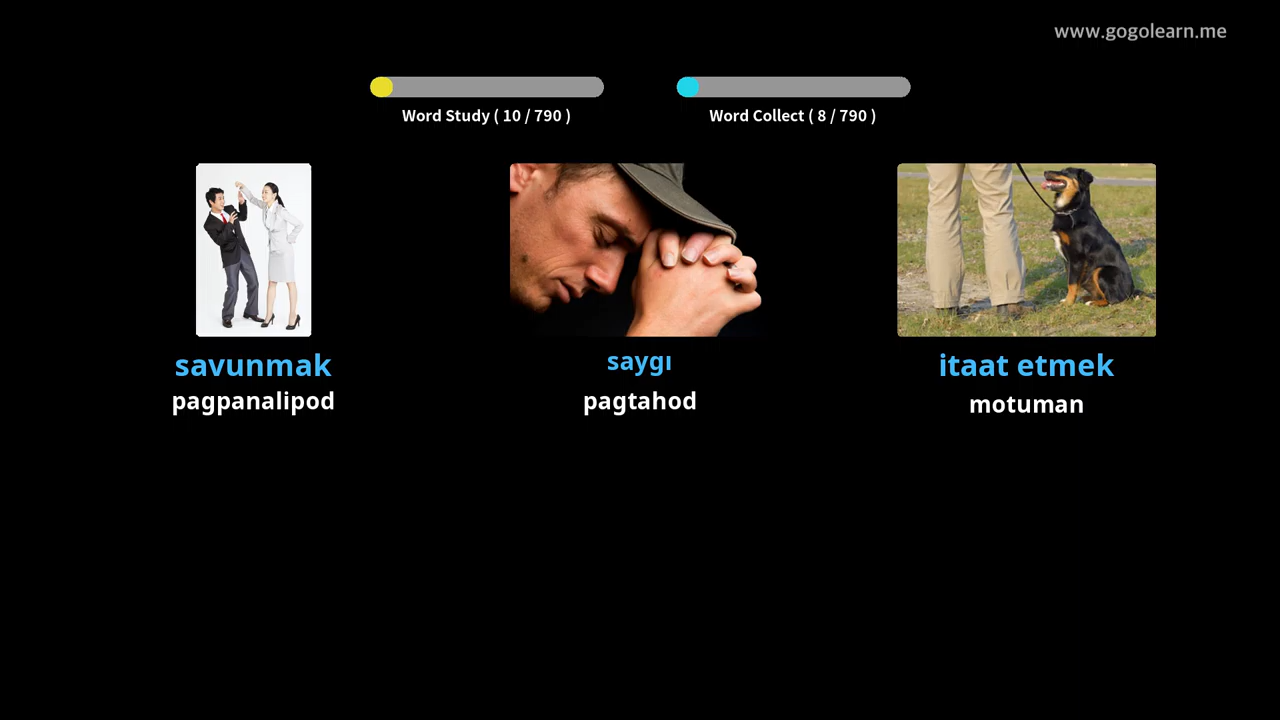 www.gogolearn.me
Word Study ( 10 / 790 )
Word Collect ( 8 / 790 )
savunmak
pagpanalipod
saygı
pagtahod
itaat etmek
motuman